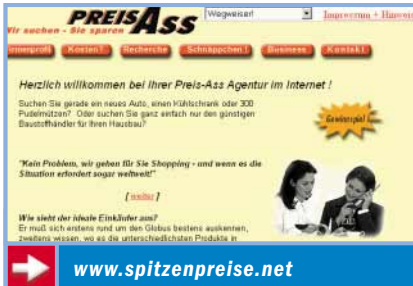 PREISASS
Wir suchen - Sie sparen
Wegweiser!
Impressum + Hinweis
Firmenprofil
Kosten?
Recherche
Schnäppchen!
Business
Kontakt
Herzlich willkommen bei Ihrer Preis-Ass Agentur im Internet !
Suchen Sie gerade ein neues Auto, einen Kühlschrank oder 300
Pudelmützen? Oder suchen Sie ganz einfach nur den günstigen
Baustoffhändler für Ihren Hausbau?
Gewinnspiel!
"Kein Problem, wir gehen für Sie Shopping - und wenn es die
Situation erfordert sogar weltweit!"
[ weiter ]
Wie sieht der ideale Einkäufer aus?
Er muß sich erstens rund um den Globus bestens auskennen,
zweitens wissen, wo es die unterschiedlichsten Produkte in
www.spitzenpreise.net